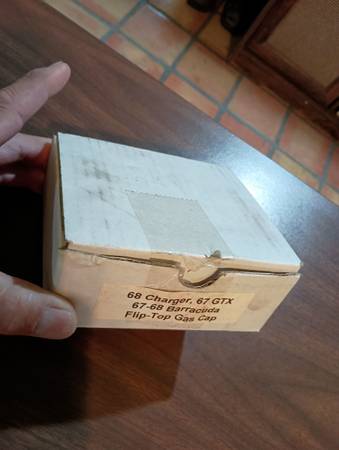 68 Charger, 67 GTX
67-68 Barracuda
Flip-Top Gas Cap